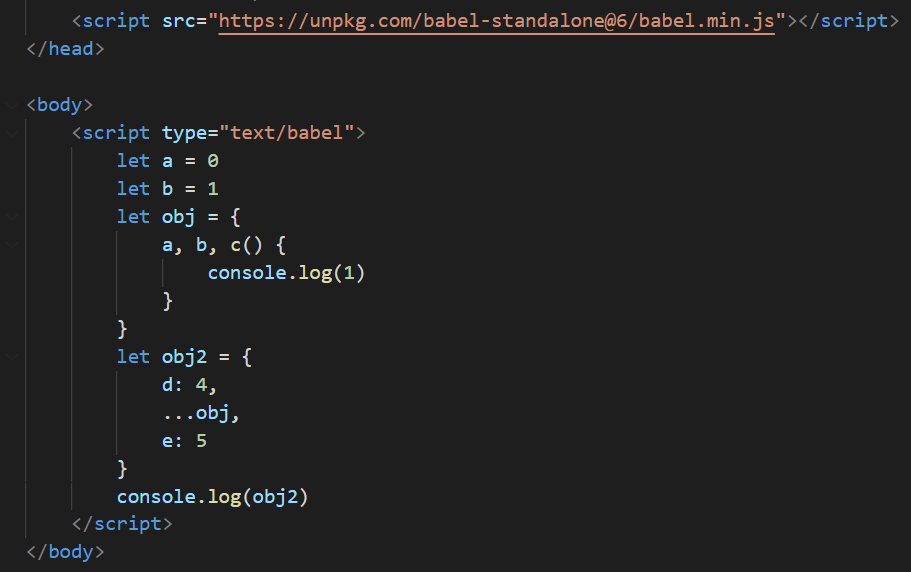 <script src="https://unpkg.com/babel-standalone@6/babel.min.js"></script>
</head>
<body>
<script type="text/babel">
let a = 0
let b = 1
let obj = {
a, b, c() {
console.log(1)
}
}
let obj2 = {
d: 4,
...obj,
e: 5
}
console.log(obj2)
</script>
</body>